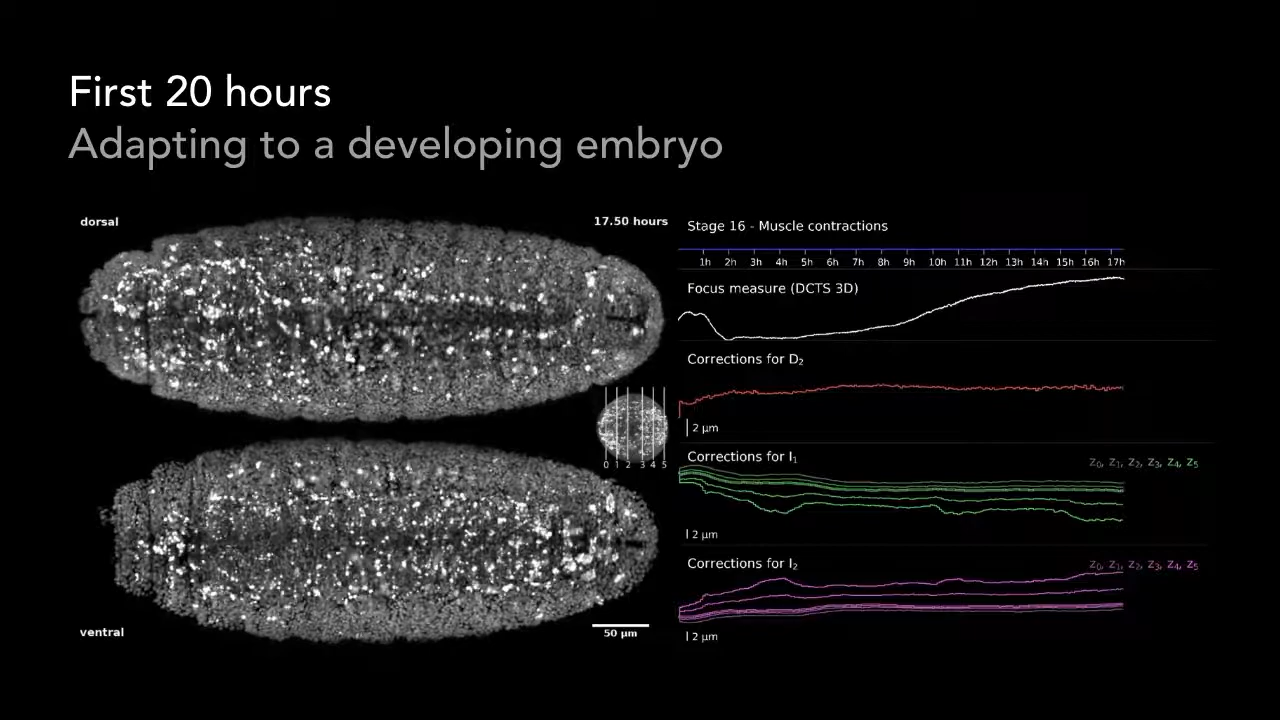 First 20 hours
Adapting to a developing embryo
dorsal
17.50 hours
ventral
50 μm
0 1 2 3 4 5
Stage 16 - Muscle contractions
1h 2h 3h 4h 5h 6h 7h 8h 9h 10h 11h 12h 13h 14h 15h 16h 17h
Focus measure (DCTS 3D)
Corrections for D₂
2 μm
Corrections for I₁
z₀, z₁, z₂, z₃, z₄, z₅
2 μm
Corrections for I₂
z₀, z₁, z₂, z₃, z₄, z₅
2 μm